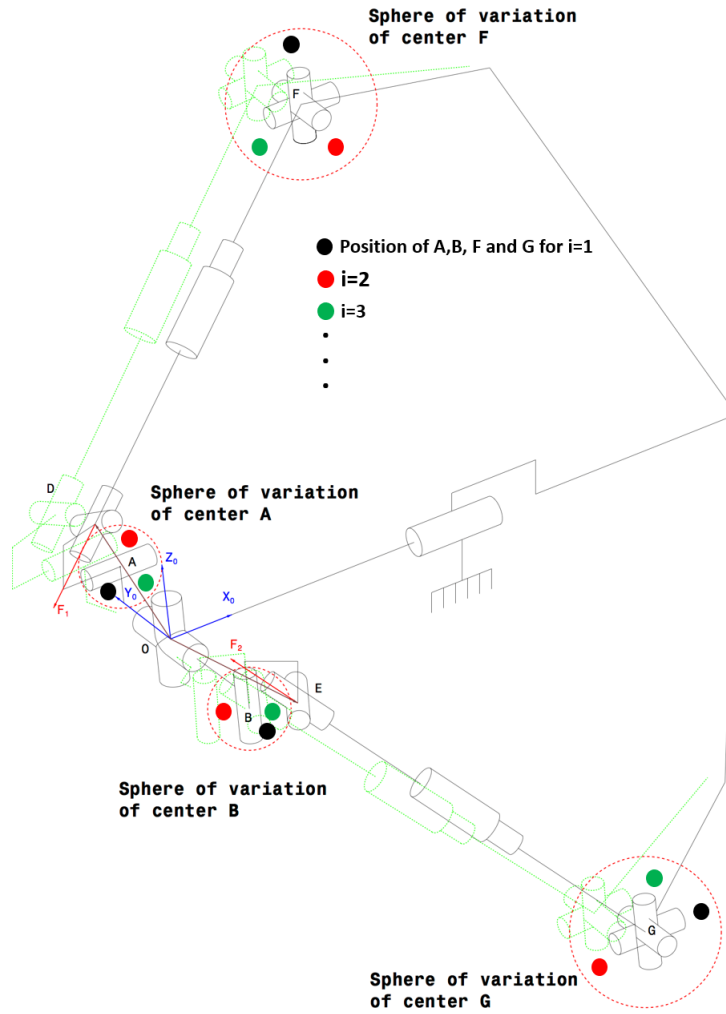 Sphere of variation
of center F
F
Position of A,B, F and G for i=1
i=2
i=3
D
Sphere of variation
of center A
A
Z₀
F₁
Y₀
X₀
O
F₂
E
B
Sphere of variation
of center B
G
Sphere of variation
of center G